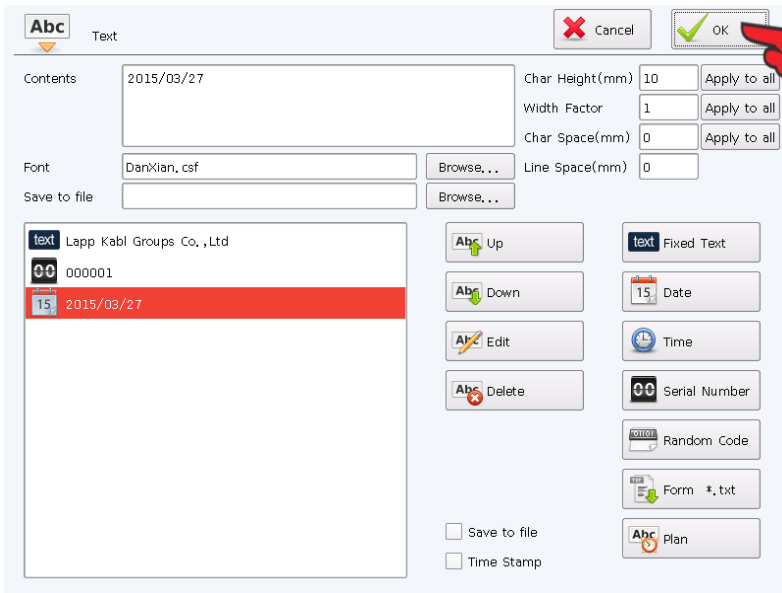 Abc Text Cancel OK
Contents 2015/03/27 Char Height(mm) 10 Apply to all
Width Factor 1 Apply to all
Char Space(mm) 0 Apply to all
Font DanXian.csf Browse... Line Space(mm) 0
Save to file Browse...
text Lapp Kabl Groups Co.,Ltd Abc Up text Fixed Text
00 000001
15 2015/03/27 Abc Down 15 Date
Abc Edit Time
Abc Delete 00 Serial Number
01101 Random Code
Form *.txt
Save to file Abc Plan
Time Stamp